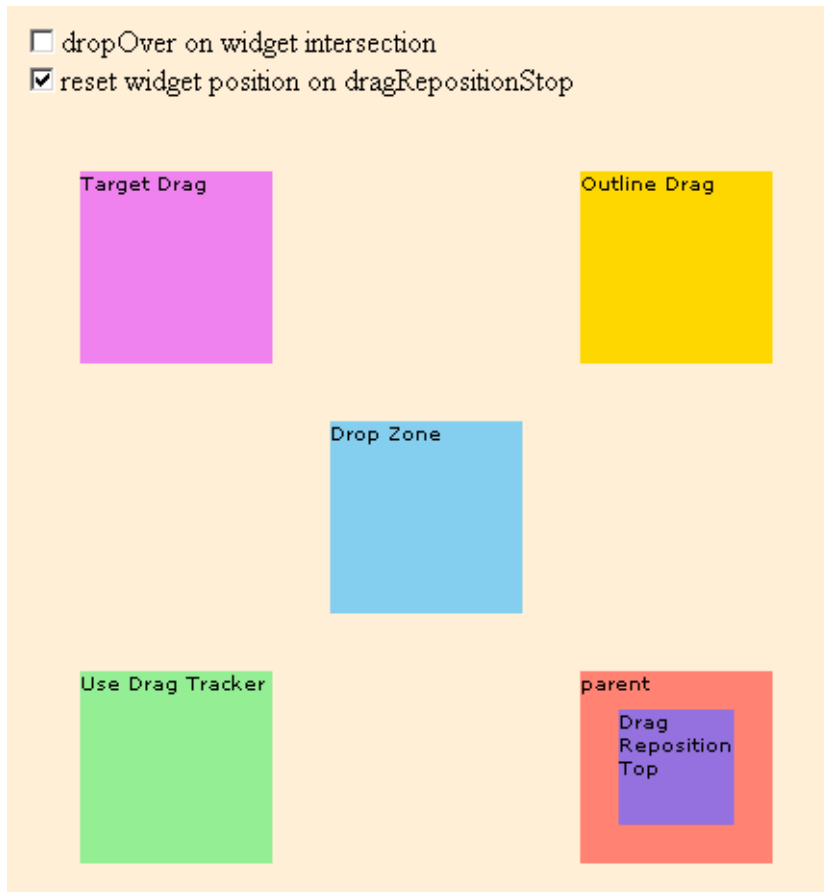 dropOver on widget intersection
reset widget position on dragRepositionStop
Target Drag
Outline Drag
Drop Zone
Use Drag Tracker
parent
Drag
Reposition
Top